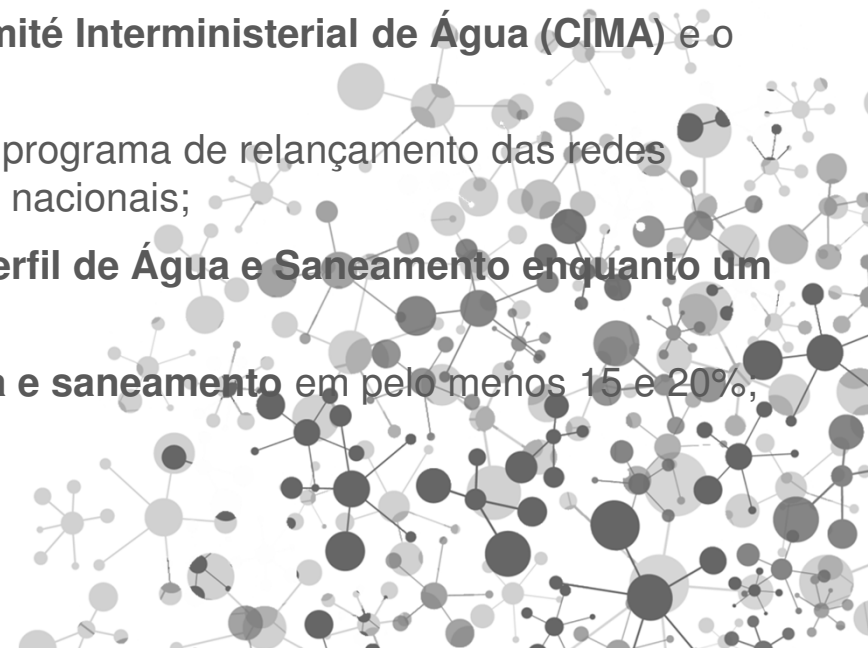 mité Interministerial de Água (CIMA) e o
programa de relançamento das redes
nacionais;
erfil de Água e Saneamento enquanto um
a e saneamento em pelo menos 15 e 20%;